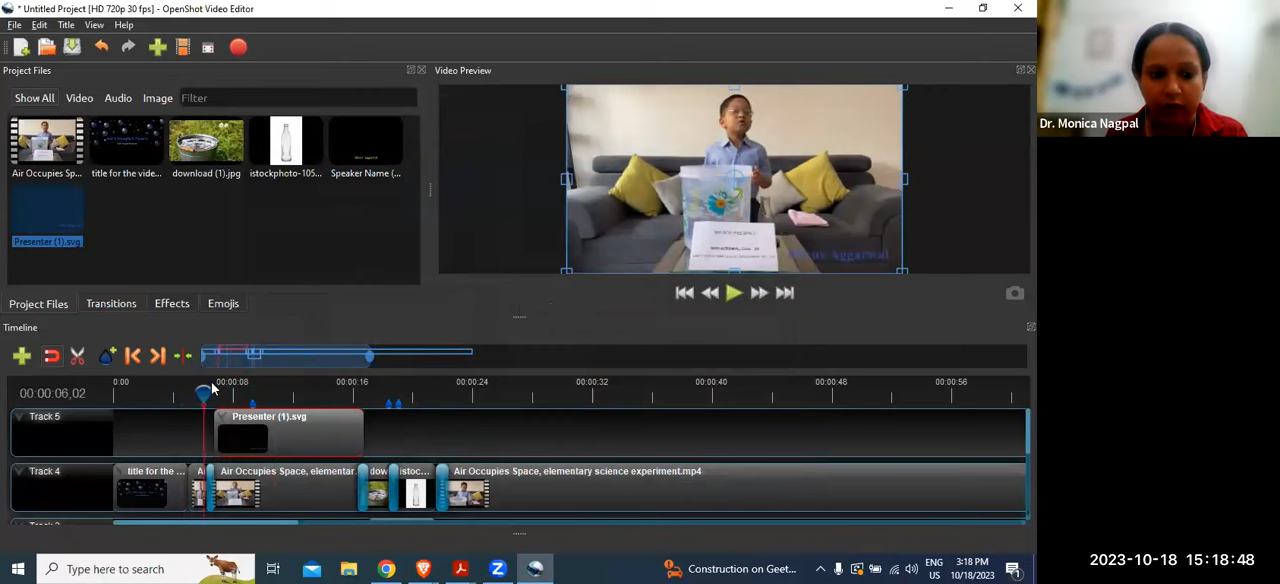 * Untitled Project [HD 720p 30 fps] - OpenShot Video Editor
File Edit Title View Help
Project Files
Video Preview
Show All Video Audio Image Filter
Air Occupies Sp...
title for the vide...
download (1).jpg
istockphoto-105...
Speaker Name (...
Presenter (1).svg
Aggarwal
Dr. Monica Nagpal
Project Files Transitions Effects Emojis
Timeline
00:00:06,02
0:00 00:00:08 00:00:16 00:00:24 00:00:32 00:00:40 00:00:48 00:00:56
Track 5
Presenter (1).svg
Track 4
title for the ...
Ai
Air Occupies Space, elementar
dow
istoc...
Air Occupies Space, elementary science experiment.mp4
Type here to search
Construction on Geet...
ENG
US
3:18 PM
10/18/2023
1
2023-10-18 15:18:48